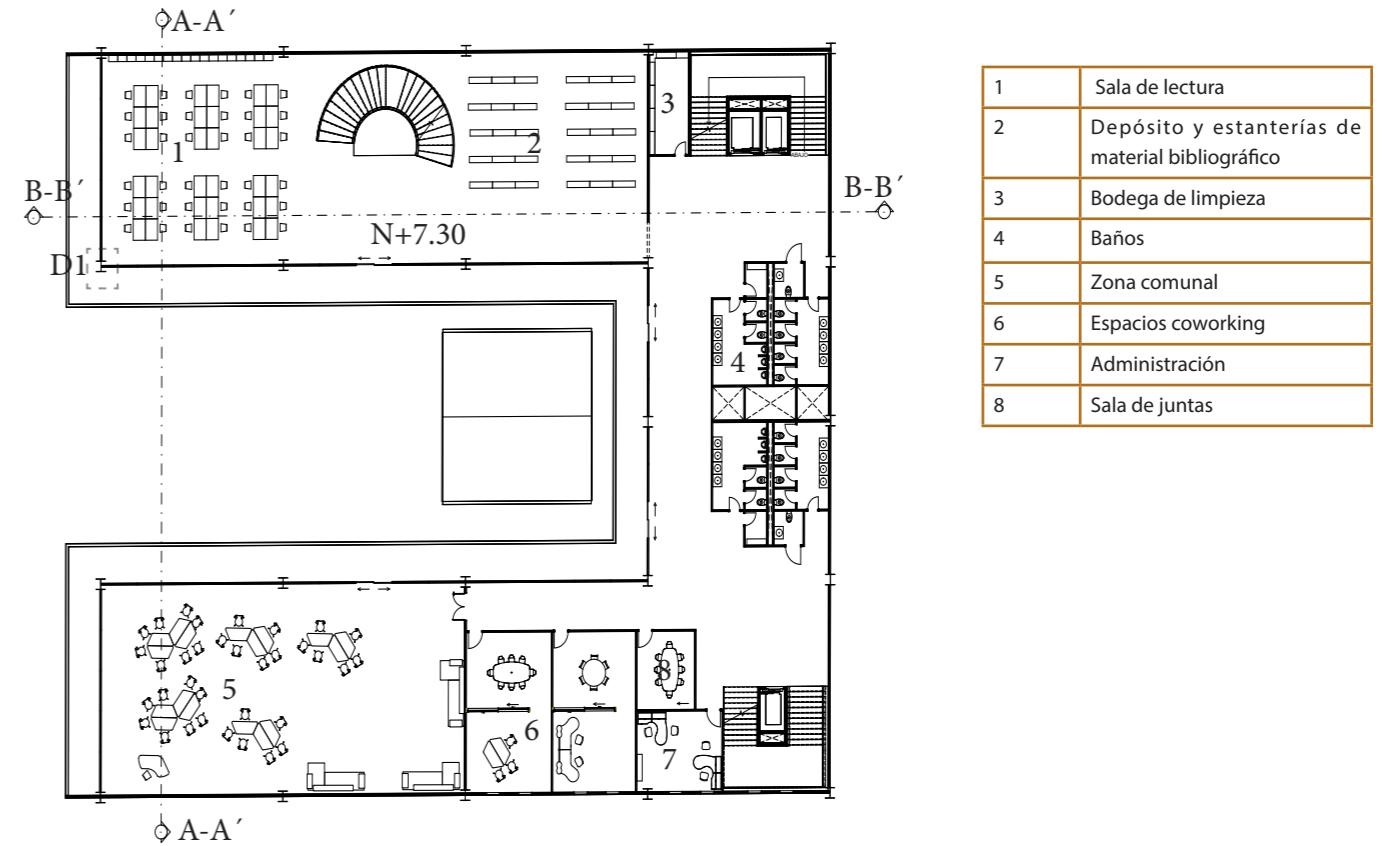 A-A´
3
1
2
B-B´
B-B´
N+7.30
D1
4
5
8
6
7
A-A´
1 Sala de lectura
2 Depósito y estanterías de
material bibliográfico
3 Bodega de limpieza
4 Baños
5 Zona comunal
6 Espacios coworking
7 Administración
8 Sala de juntas